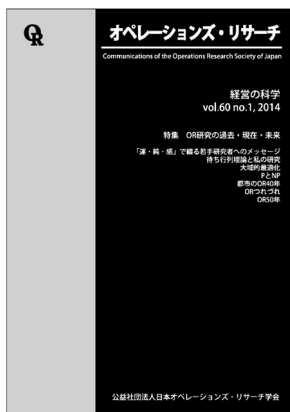 OR
オペレーションズ・リサーチ
Communications of the Operations Research Society of Japan
経営の科学
vol.60 no.1, 2014
特集 OR研究の過去・現在・未来
「運・鈍・感」で綴る若手研究者へのメッセージ
待ち行列理論と私の研究
大域的最適化
PとNP
都市のOR40年
ORつれづれ
OR50年
公益社団法人日本オペレーションズ・リサーチ学会